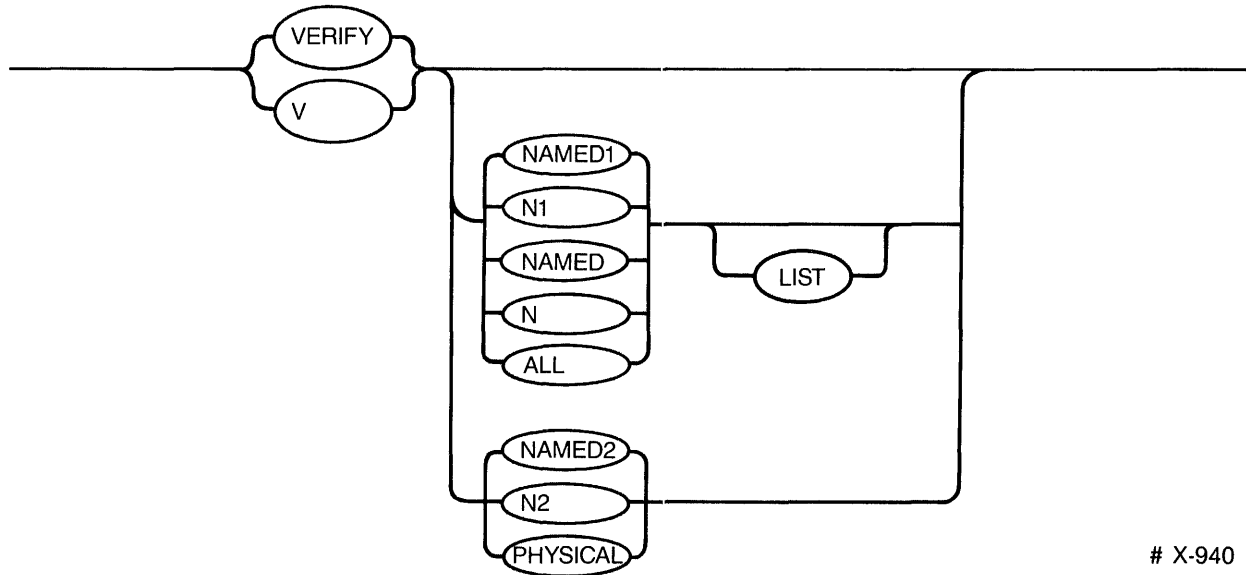 VERIFY
V
NAMED1
N1
NAMED
N
ALL
LIST
NAMED2
N2
PHYSICAL
# X-940